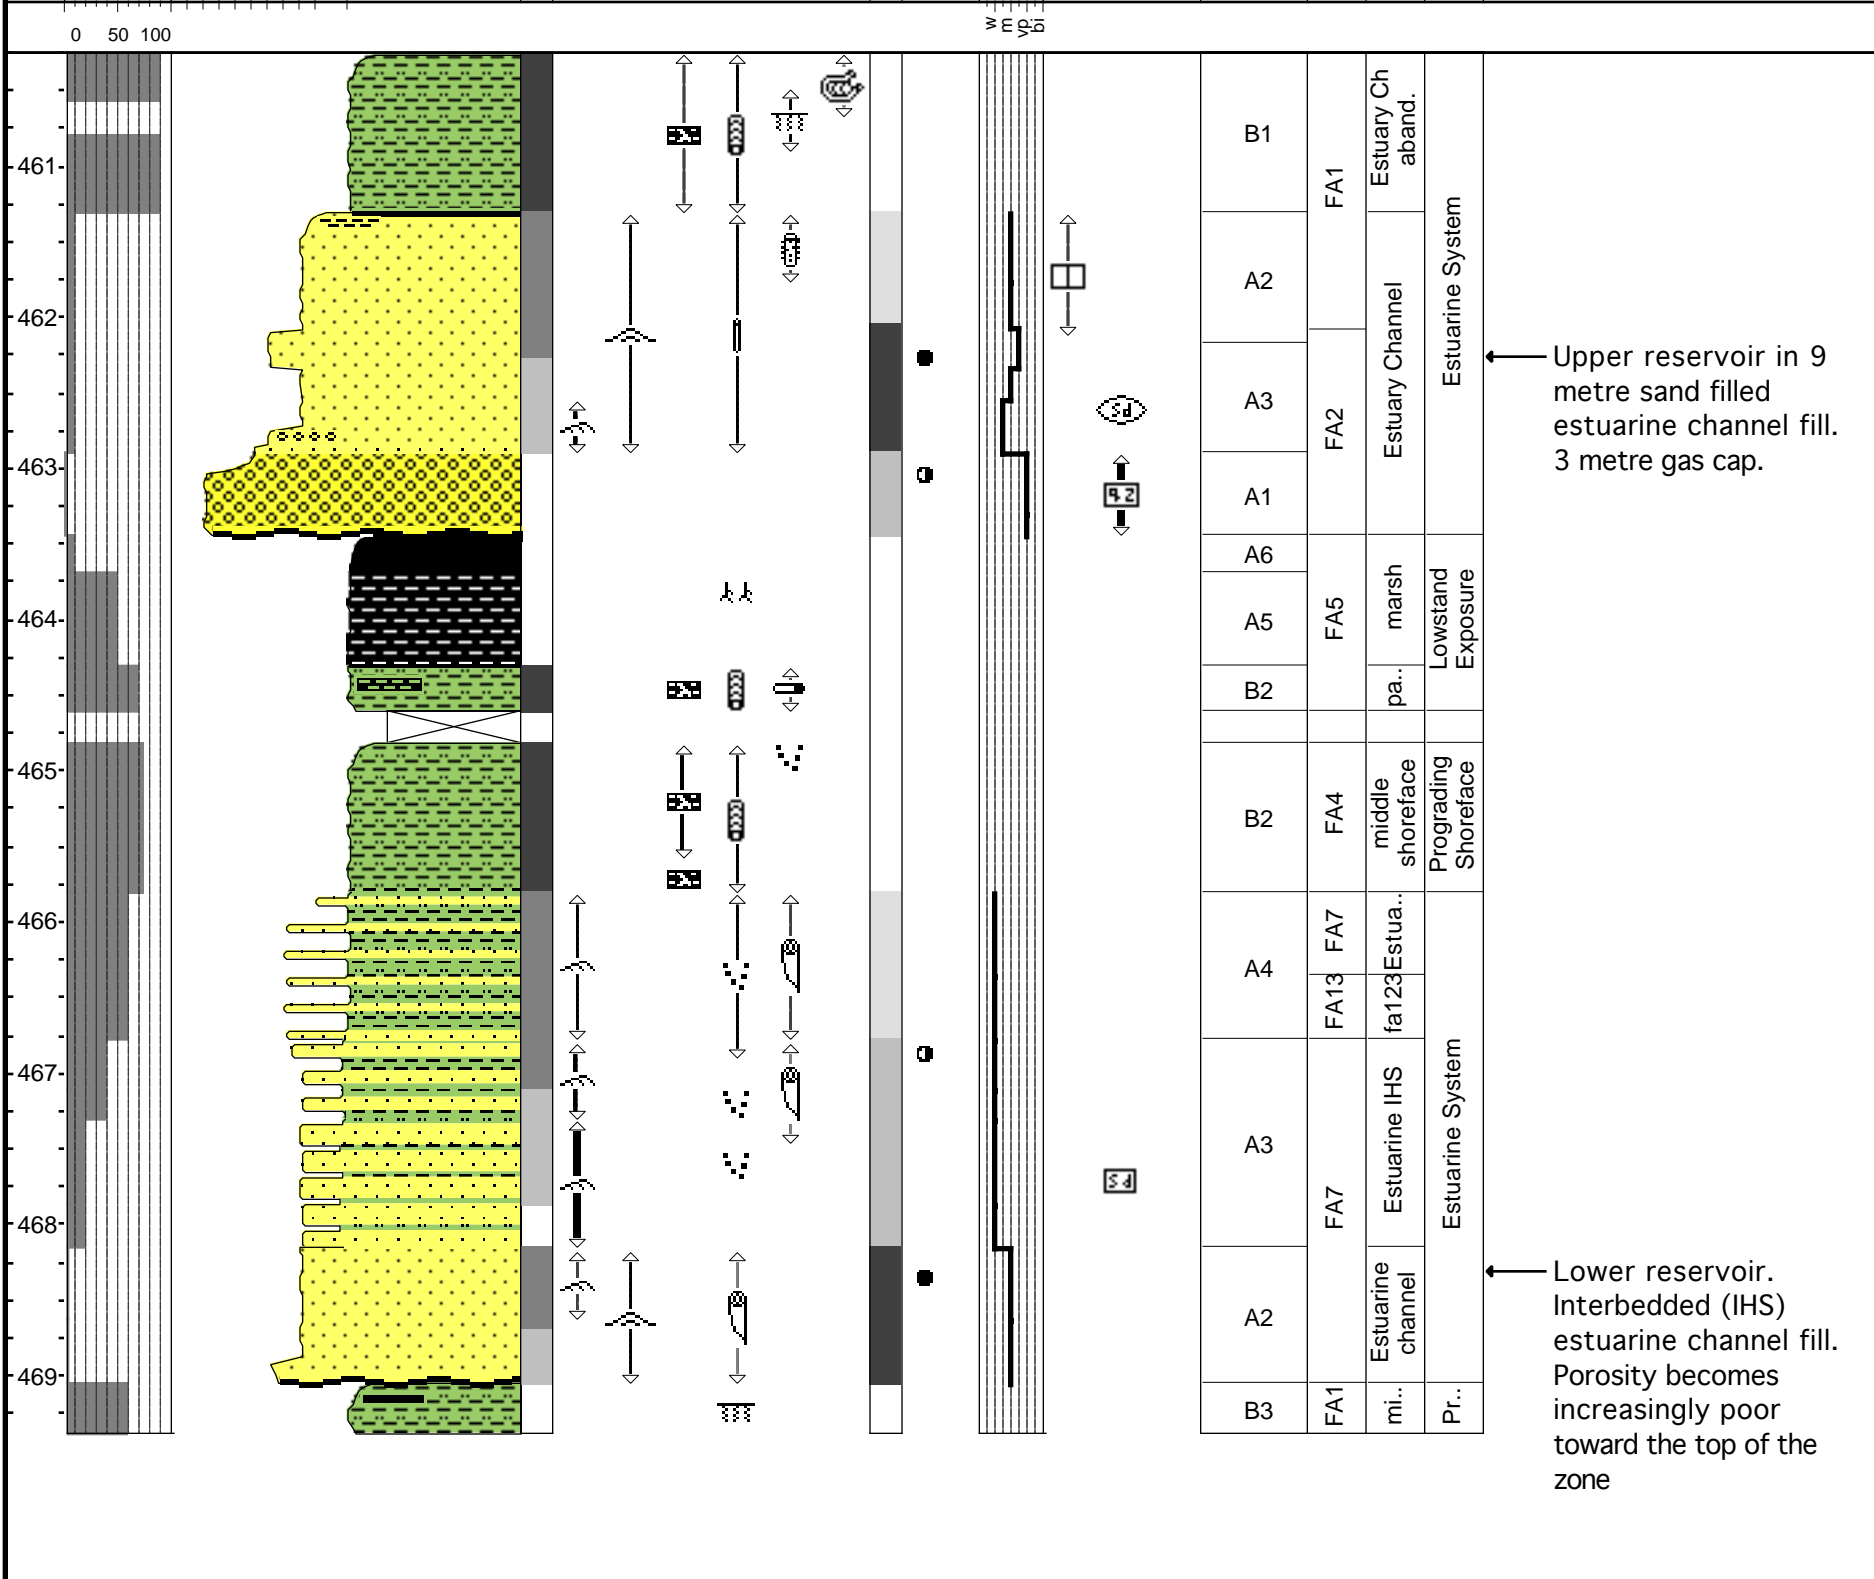 0 50 100
w
m
vp
bi
461
462
463
464
465
466
467
468
469
Sd
B1
A2
A3
A1
A6
A5
B2
B2
A4
A3
A2
B3
FA1
FA2
FA5
FA4
FA7
FA13
FA7
FA1
Estuary Ch
aband.
Estuary Channel
marsh
pa..
middle
shoreface
Estua..
fa123
Estuarine IHS
Estuarine
channel
mi..
Estuarine System
Lowstand
Exposure
Prograding
Shoreface
Estuarine System
Pr..
Upper reservoir in 9
metre sand filled
estuarine channel fill.
3 metre gas cap.
Lower reservoir.
Interbedded (IHS)
estuarine channel fill.
Porosity becomes
increasingly poor
toward the top of the
zone